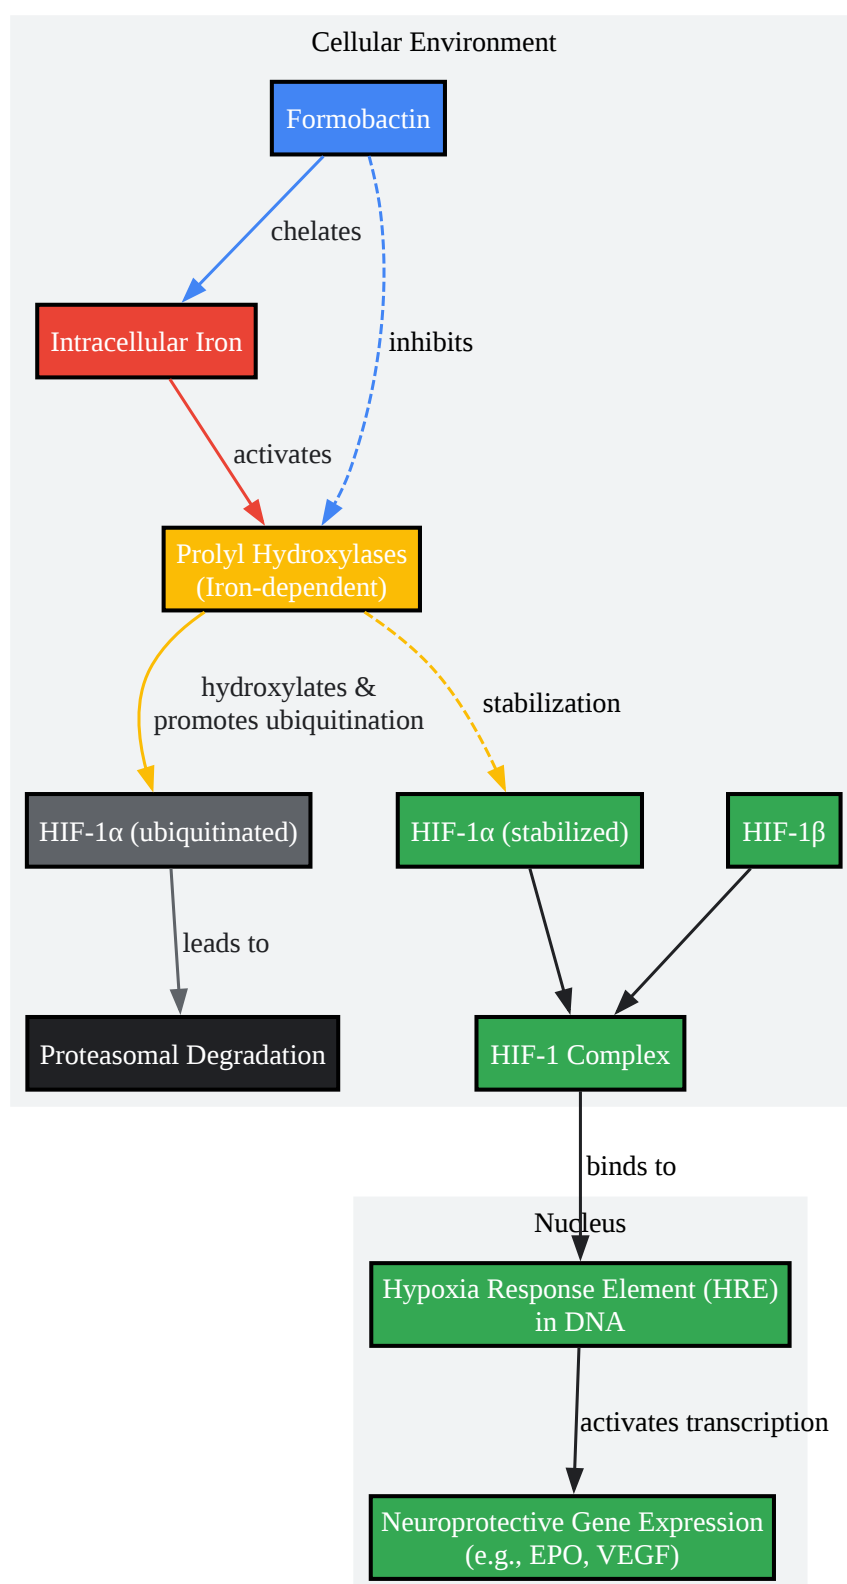 Cellular Environment
Formobactin
chelates
Intracellular Iron
inhibits
activates
Prolyl Hydroxylases
(Iron-dependent)
hydroxylates &
promotes ubiquitination
stabilization
HIF-1α (ubiquitinated)
HIF-1α (stabilized)
HIF-1β
leads to
Proteasomal Degradation
HIF-1 Complex
binds to
Nucleus
Hypoxia Response Element (HRE)
in DNA
activates transcription
Neuroprotective Gene Expression
(e.g., EPO, VEGF)